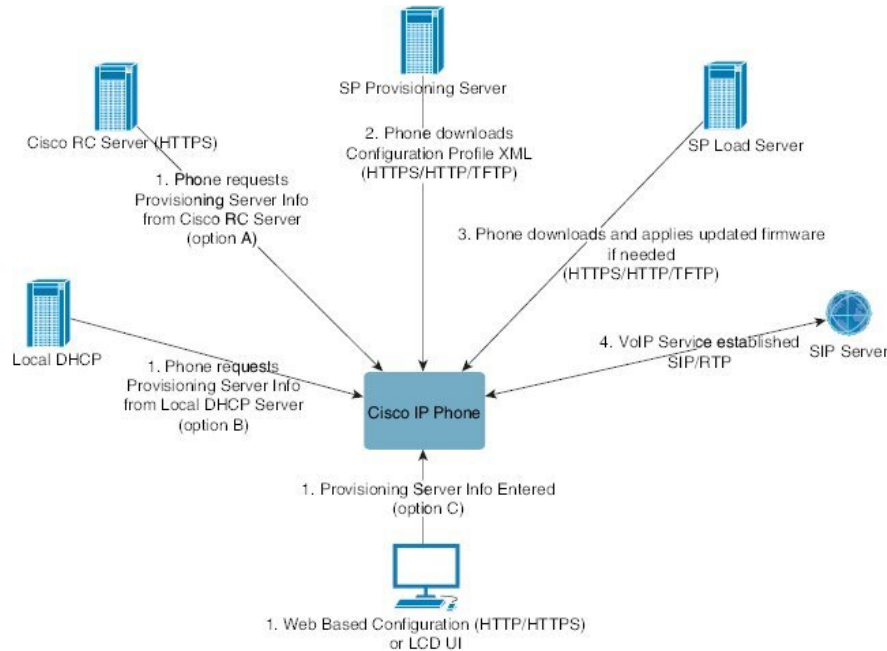 SP Provisioning Server
Cisco RC Server (HTTPS)
SP Load Server
2. Phone downloads
Configuration Profile XML
(HTTPS/HTTP/TFTP)
1. Phone requests
Provisioning Server Info
from Cisco RC Server
(option A)
3. Phone downloads and applies updated firmware
if needed
(HTTPS/HTTP/TFTP)
Local DHCP
1. Phone requests
Provisioning Server Info
from Local DHCP Server
(option B)
4. VoIP Service established
SIP/RTP
SIP Server
Cisco IP Phone
1. Provisioning Server Info Entered
(option C)
1. Web Based Configuration (HTTP/HTTPS)
or LCD UI